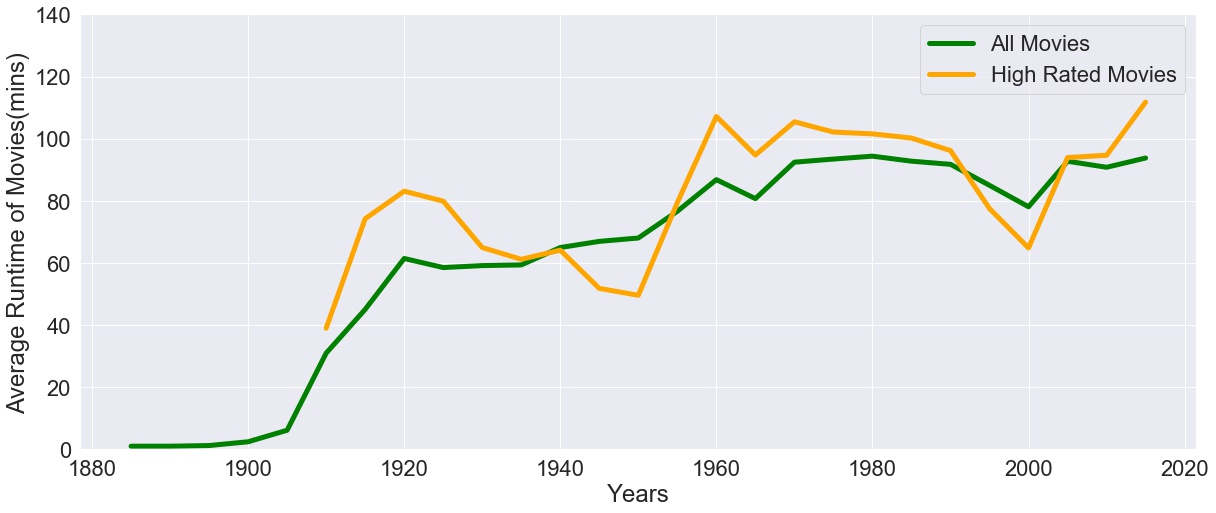 140
120
100
80
60
40
20
0
Average Runtime of Movies(mins)
All Movies
High Rated Movies
1880 1900 1920 1940 1960 1980 2000 2020
Years